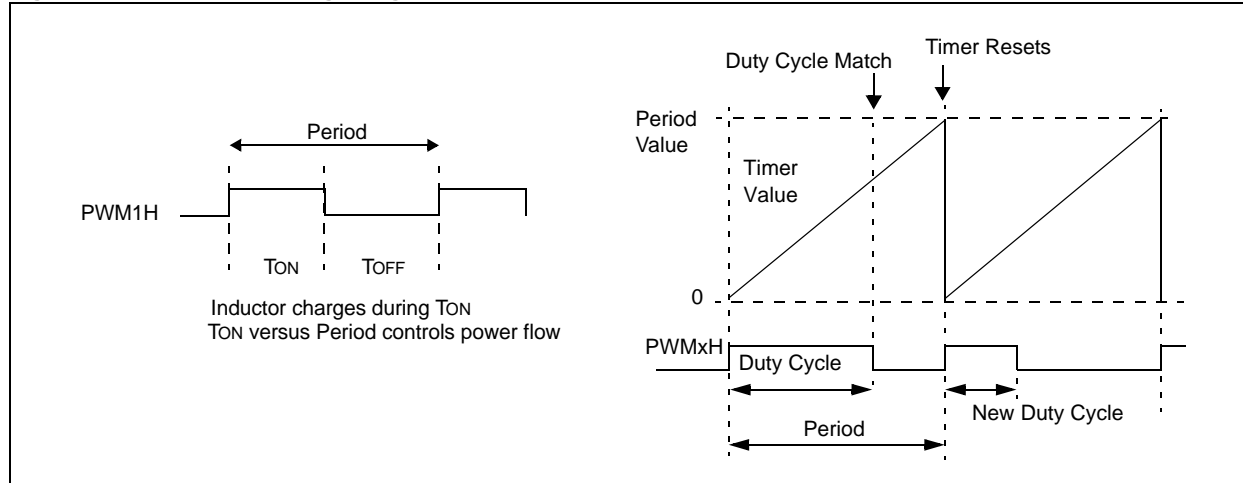 Period
PWM1H
TON
TOFF
Inductor charges during TON
TON versus Period controls power flow
Duty Cycle Match
Timer Resets
Period
Value
Timer
Value
0
PWMxH
Duty Cycle
New Duty Cycle
Period